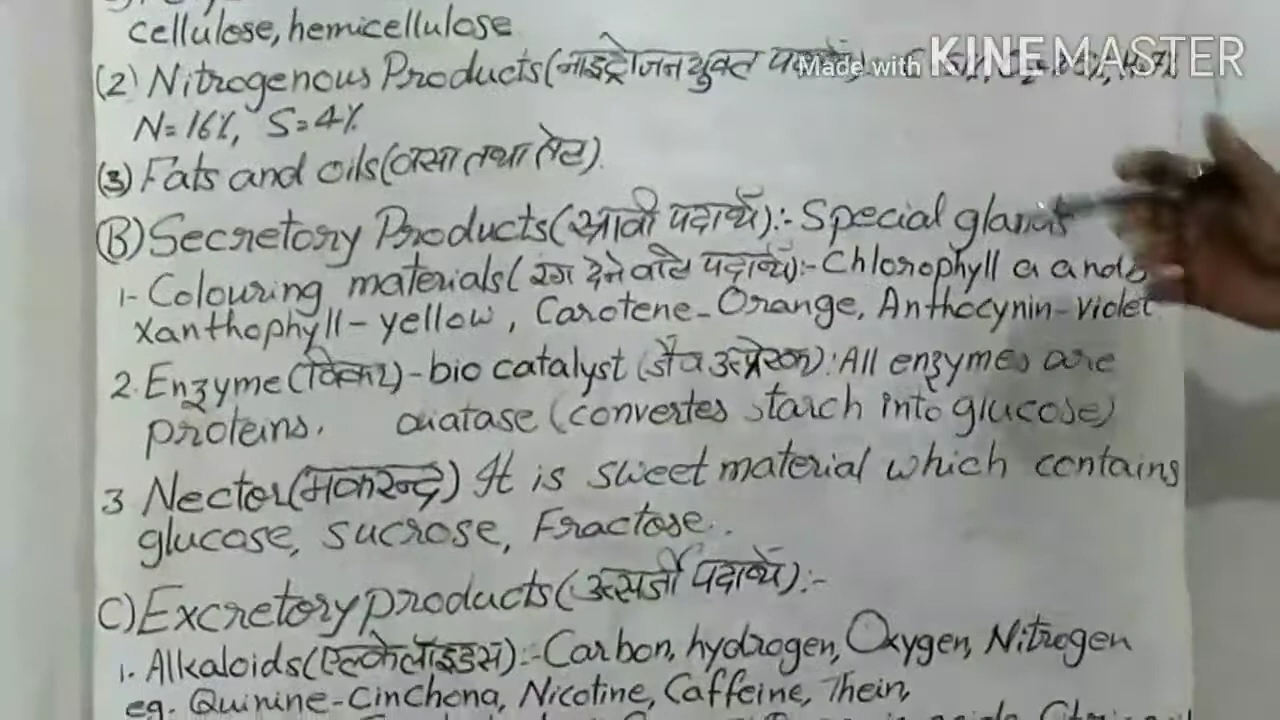 cellulose, hemicellulose
(2) Nitrogenous Products (नाइट्रोजन युक्त
Made with KINEMASTER
N=16%, S=4%
(3) Fats and oils (वसा तथा तेल).
(B) Secretory Products (स्रावी पदार्थ):- Special glands
1- Colouring materials (रंग देने वाले पदार्थ):- Chlorophyll a and b
Xanthophyll - yellow, Carotene - Orange, Anthocynin - violet
2. Enzyme (विकर) - bio catalyst (जैव उत्प्रेरक): All enzymes are
proteins. (convertes starch into glucose)
3 Nector (मकरन्द) It is sweet material which contains
glucose, sucrose, Fractose.
C) Excretory products (उत्सर्जी पदार्थ):-
1. Alkaloids (एल्केलॉइडस):- Carbon, hydrogen, Oxygen, Nitrogen
eg. Quinine - Cinchona, Nicotine, Caffeine, Thein,